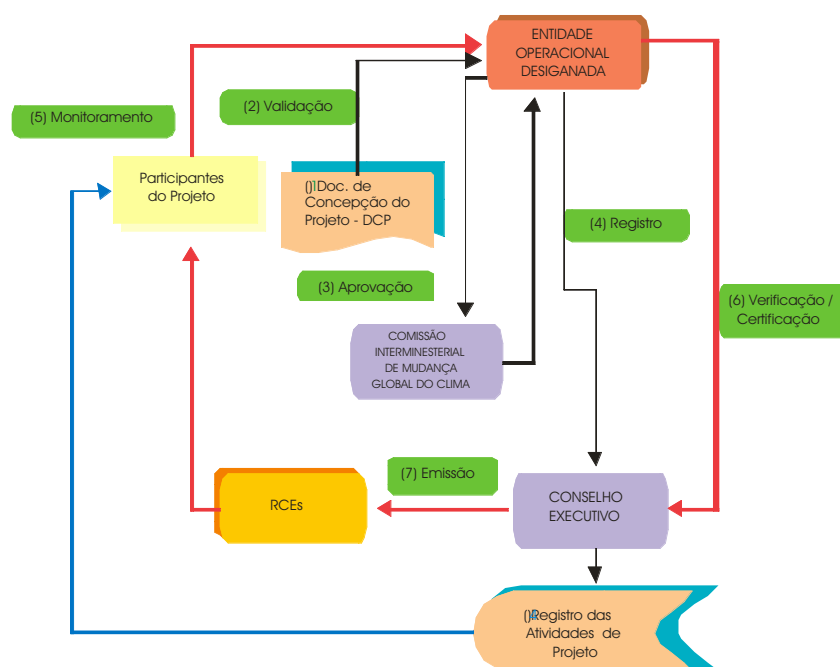 ENTIDADE
OPERACIONAL
DESIGANADA
(5) Monitoramento
(2) Validação
Participantes
do Projeto
()1Doc. de
Concepção do
Projeto - DCP
(4) Registro
(3) Aprovação
(6) Verificação /
Certificação
COMISSÃO
INTERMINESTERIAL
DE MUDANÇA
GLOBAL DO CLIMA
(7) Emissão
RCEs
CONSELHO
EXECUTIVO
()4Registro das
Atividades de
Projeto